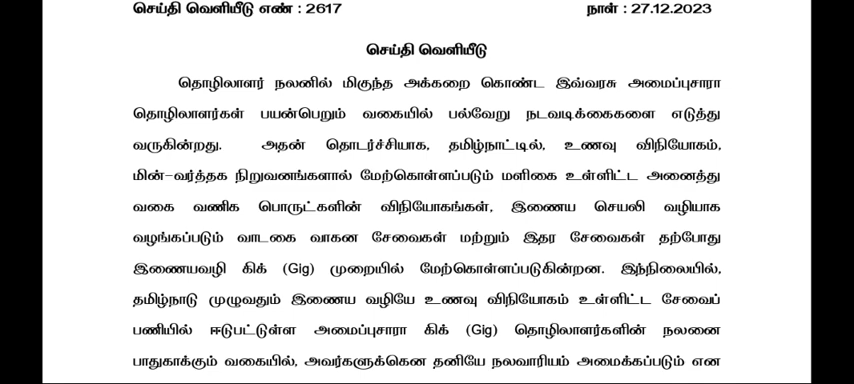 செய்தி வெளியீடு எண் : 2617 நாள் : 27.12.2023
செய்தி வெளியீடு
தொழிலாளர் நலனில் மிகுந்த அக்கறை கொண்ட இவ்வரசு அமைப்புசாரா
தொழிலாளர்கள் பயன்பெறும் வகையில் பல்வேறு நடவடிக்கைகளை எடுத்து
வருகின்றது. அதன் தொடர்ச்சியாக, தமிழ்நாட்டில், உணவு விநியோகம்,
மின்-வர்த்தக நிறுவனங்களால் மேற்கொள்ளப்படும் மளிகை உள்ளிட்ட அனைத்து
வகை வணிக பொருட்களின் விநியோகங்கள், இணைய செயலி வழியாக
வழங்கப்படும் வாடகை வாகன சேவைகள் மற்றும் இதர சேவைகள் தற்போது
இணையவழி கிக் (Gig) முறையில் மேற்கொள்ளப்படுகின்றன. இந்நிலையில்,
தமிழ்நாடு முழுவதும் இணைய வழியே உணவு விநியோகம் உள்ளிட்ட சேவைப்
பணியில் ஈடுபட்டுள்ள அமைப்புசாரா கிக் (Gig) தொழிலாளர்களின் நலனை
பாதுகாக்கும் வகையில், அவர்களுக்கென தனியே நலவாரியம் அமைக்கப்படும் என